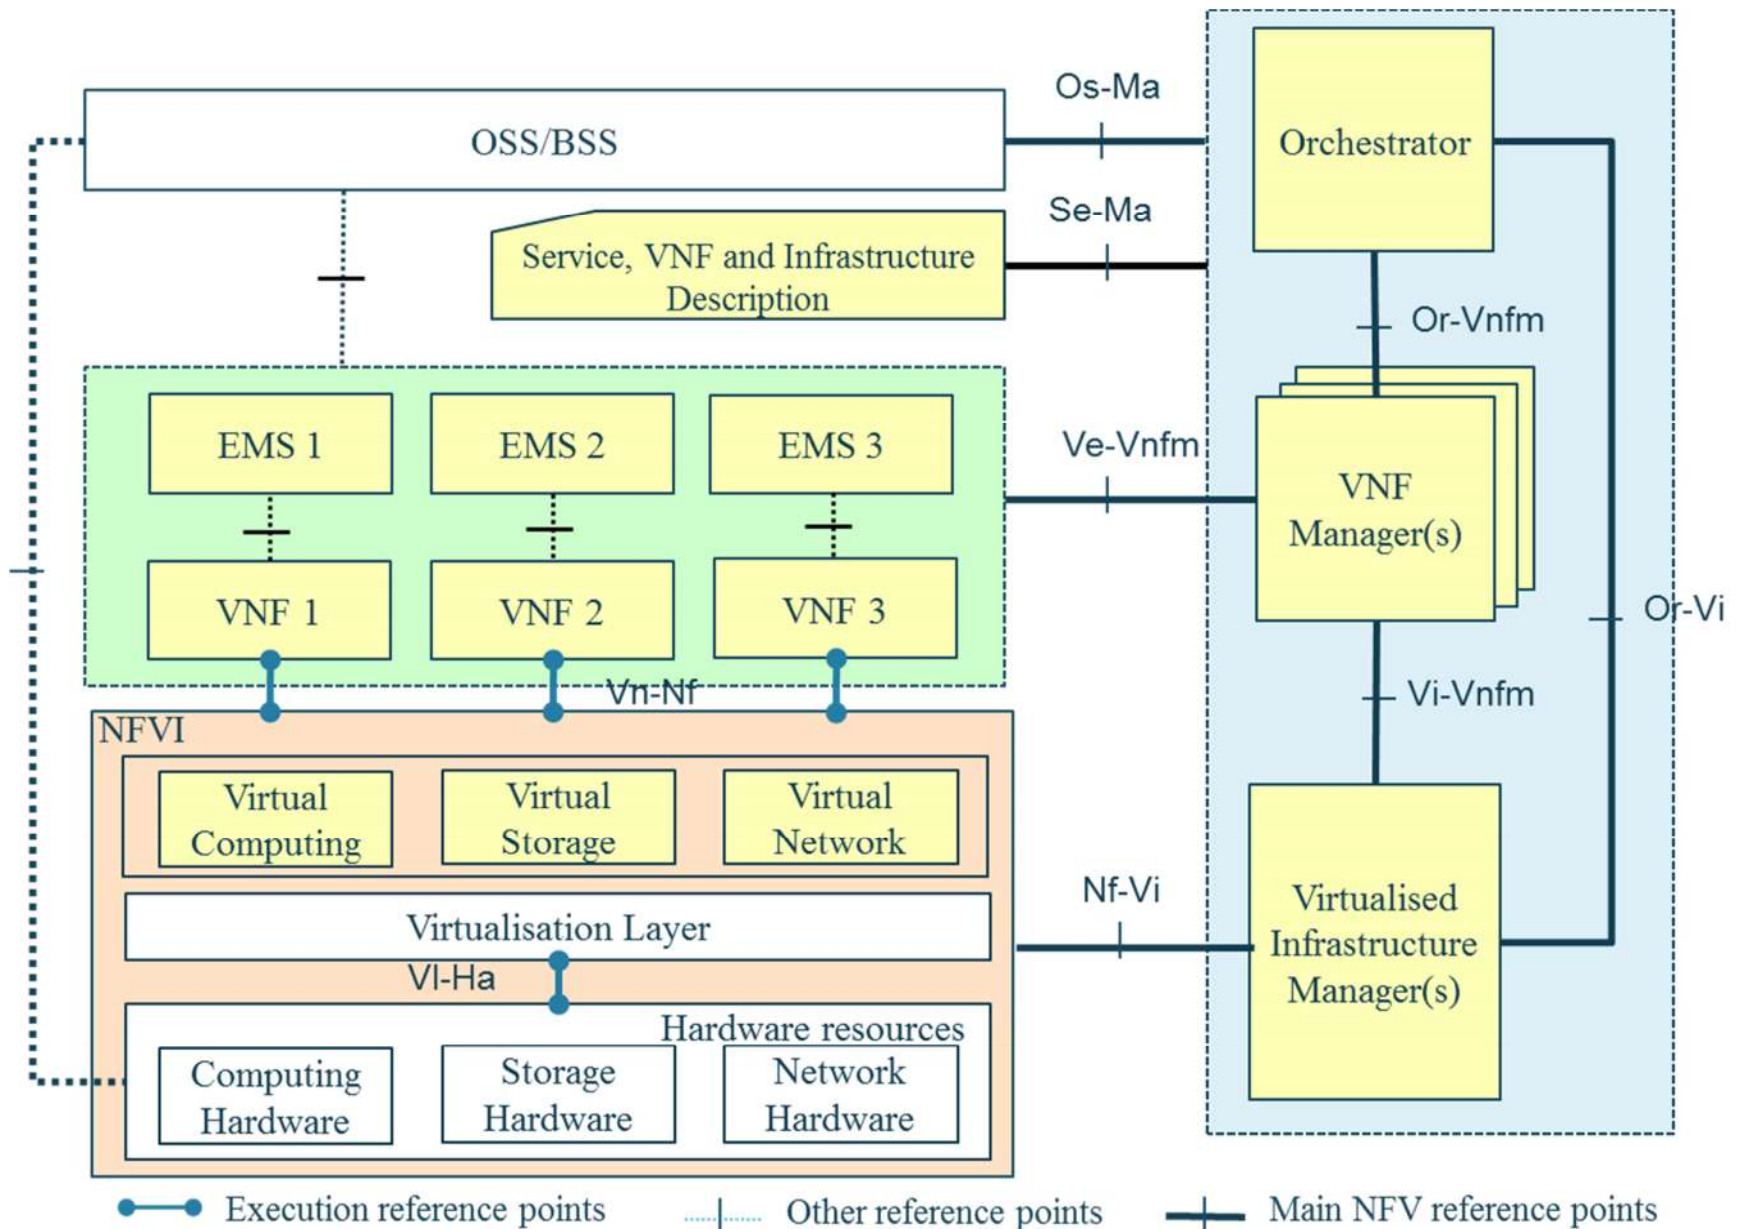 Os-Ma
OSS/BSS
Orchestrator
Se-Ma
Service, VNF and Infrastructure
Description
Or-Vnfm
EMS 1
EMS 2
EMS 3
Ve-Vnfm
VNF
Manager(s)
VNF 1
VNF 2
VNF 3
Or-Vi
Vn-Nf
Vi-Vnfm
NFVI
Virtual
Computing
Virtual
Storage
Virtual
Network
Nf-Vi
Virtualised
Infrastructure
Manager(s)
Virtualisation Layer
Vl-Ha
Hardware resources
Computing
Hardware
Storage
Hardware
Network
Hardware
Execution reference points
Other reference points
Main NFV reference points